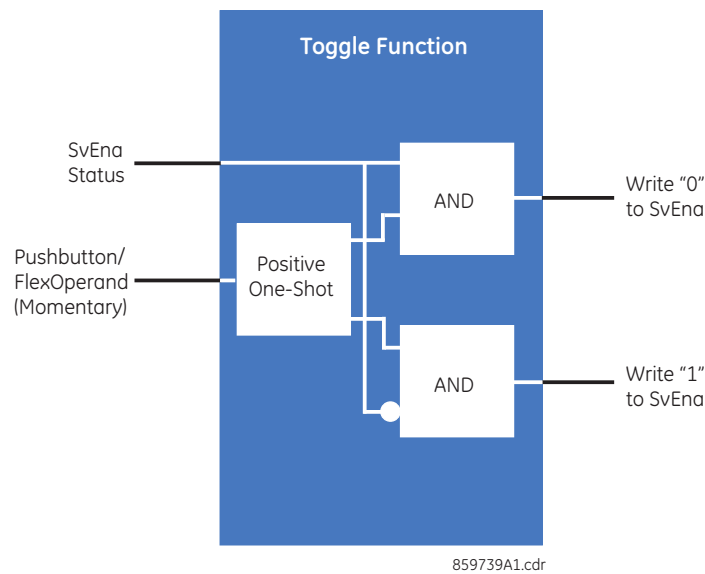 Toggle Function
SvEna
Status
AND
Write “0”
to SvEna
Pushbutton/
FlexOperand
(Momentary)
Positive
One-Shot
AND
Write “1”
to SvEna
859739A1.cdr